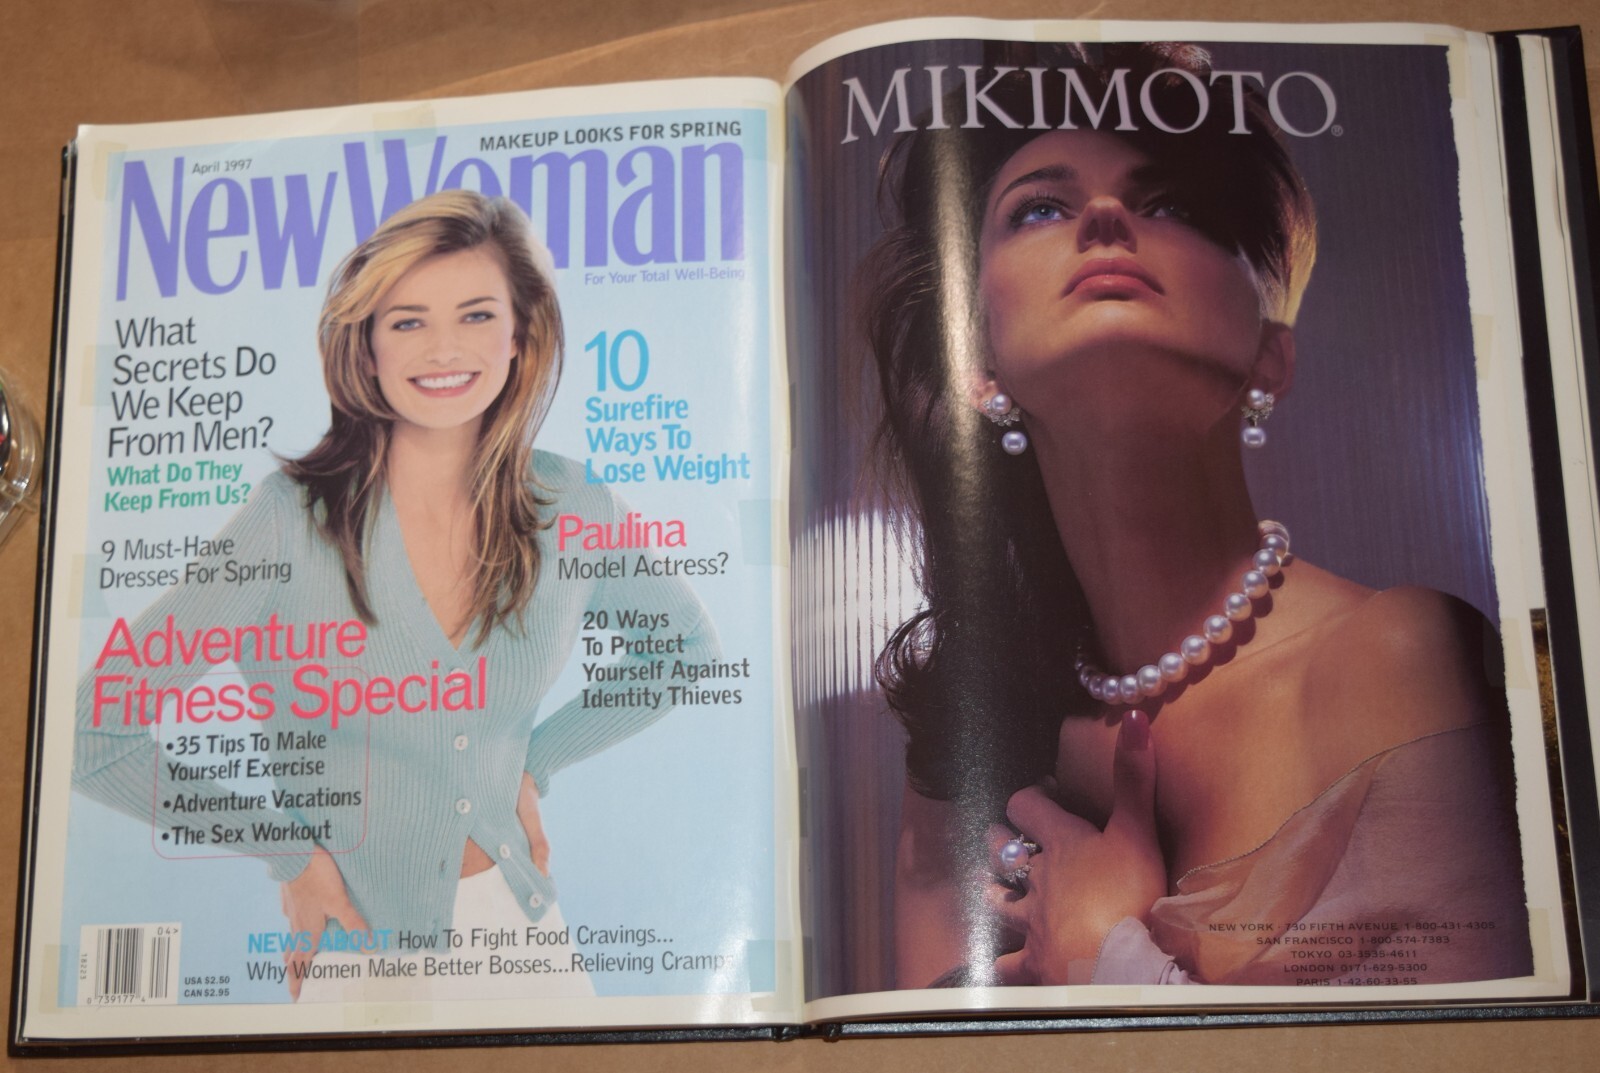 MAKEUP LOOKS FOR SPRING
April 1997
New Woman
For Your Total Well-Being
What
Secrets Do
We Keep
From Men?
What Do They
Keep From Us?
9 Must-Have
Dresses For Spring
Adventure
Fitness Special
•35 Tips To Make
Yourself Exercise
•Adventure Vacations
•The Sex Workout
10
Surefire
Ways To
Lose Weight
Paulina
Model Actress?
20 Ways
To Protect
Yourself Against
Identity Thieves
NEWS ABOUT How To Fight Food Cravings...
Why Women Make Better Bosses...Relieving Cramps
04>
18223
0 739177 4
USA $2.50
CAN $2.95
MIKIMOTO®
NEW YORK · 730 FIFTH AVENUE 1-800-431-4305
SAN FRANCISCO 1-800-574-7383
TOKYO 03-3535-4611
LONDON 0171-629-5300
PARIS 1-42-60-33-55